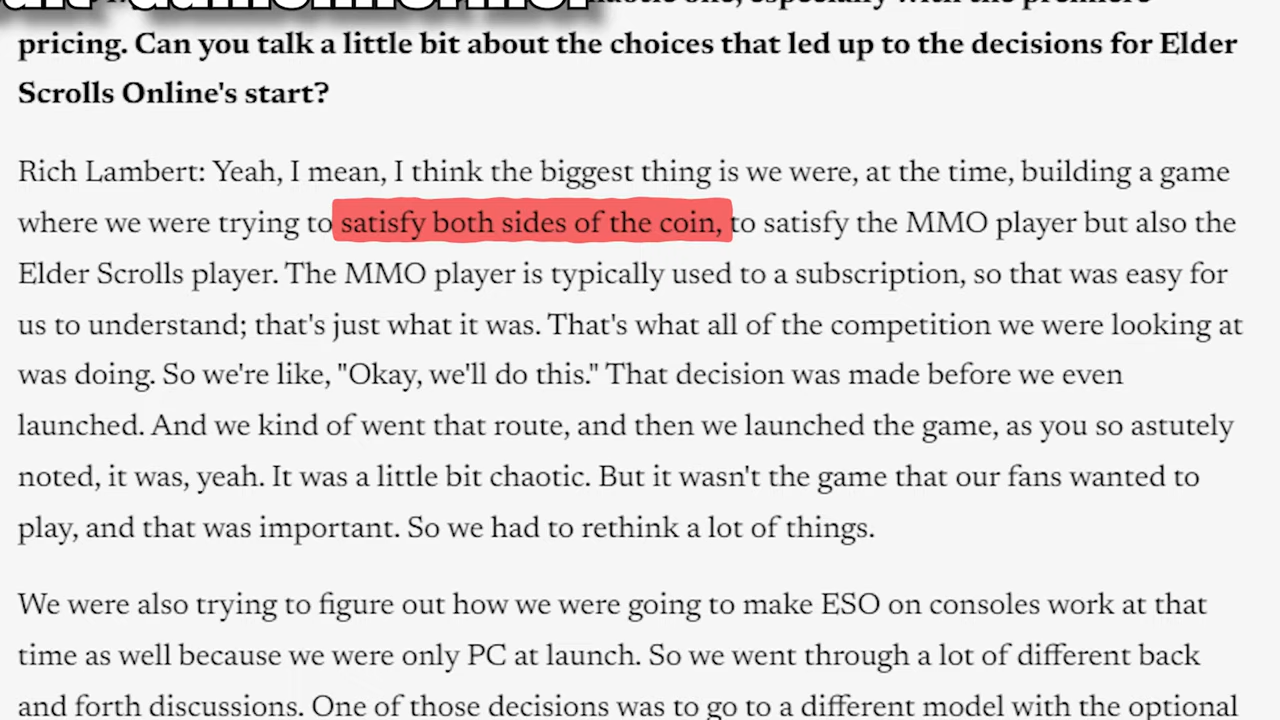 pricing. Can you talk a little bit about the choices that led up to the decisions for Elder
Scrolls Online's start?
Rich Lambert: Yeah, I mean, I think the biggest thing is we were, at the time, building a game
where we were trying to satisfy both sides of the coin, to satisfy the MMO player but also the
Elder Scrolls player. The MMO player is typically used to a subscription, so that was easy for
us to understand; that's just what it was. That's what all of the competition we were looking at
was doing. So we're like, "Okay, we'll do this." That decision was made before we even
launched. And we kind of went that route, and then we launched the game, as you so astutely
noted, it was, yeah. It was a little bit chaotic. But it wasn't the game that our fans wanted to
play, and that was important. So we had to rethink a lot of things.
We were also trying to figure out how we were going to make ESO on consoles work at that
time as well because we were only PC at launch. So we went through a lot of different back
and forth discussions. One of those decisions was to go to a different model with the optional